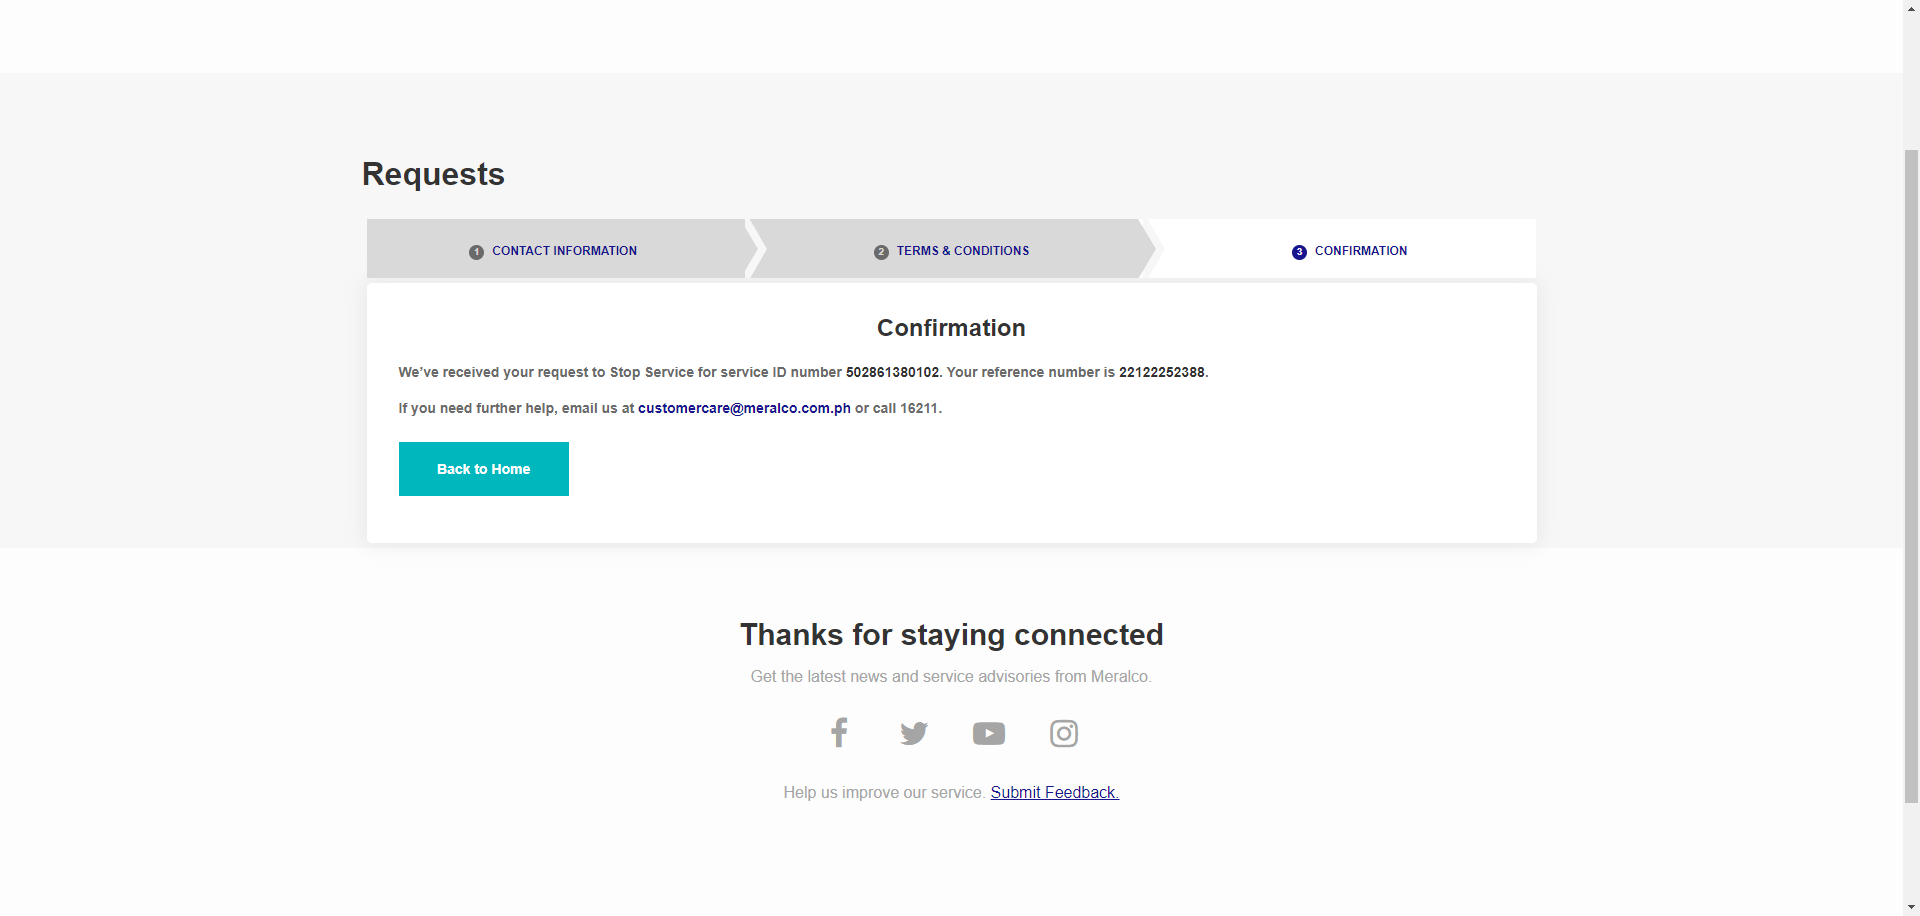 Requests
1 CONTACT INFORMATION
2 TERMS & CONDITIONS
3 CONFIRMATION
Confirmation
We’ve received your request to Stop Service for service ID number 502861380102. Your reference number is 22122252388.
If you need further help, email us at customercare@meralco.com.ph or call 16211.
Back to Home
Thanks for staying connected
Get the latest news and service advisories from Meralco.
Help us improve our service. Submit Feedback.